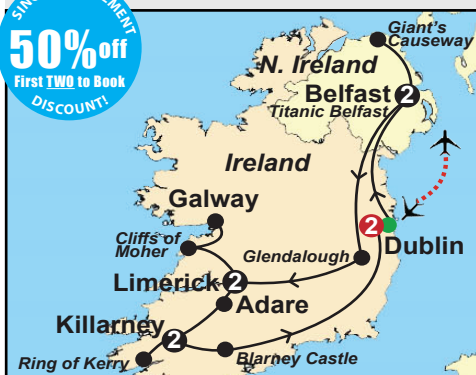 50%off
First TWO to Book
DISCOUNT!
Giant's
Causeway
N. Ireland
Belfast 2
Titanic Belfast
Ireland
Galway
Cliffs of
Moher
2 Dublin
Glendalough
Limerick 2
Adare
Killarney 2
Ring of Kerry
Blarney Castle